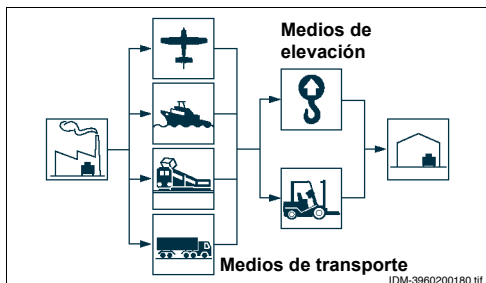 Medios de
elevación
Medios de transporte
IDM-3960200180.tif